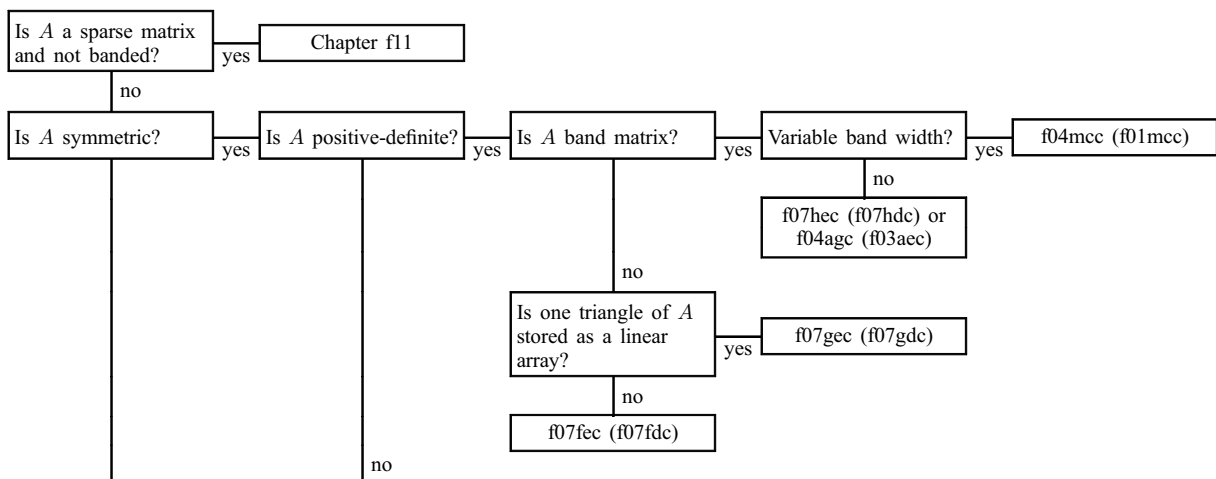 Is A a sparse matrix
and not banded?
yes
Chapter f11
no
Is A symmetric?
yes
Is A positive-definite?
yes
Is A band matrix?
yes
Variable band width?
yes
f04mcc (f01mcc)
no
f07hec (f07hdc) or
f04agc (f03aec)
no
Is one triangle of A
stored as a linear
array?
yes
f07gec (f07gdc)
no
f07fec (f07fdc)
no